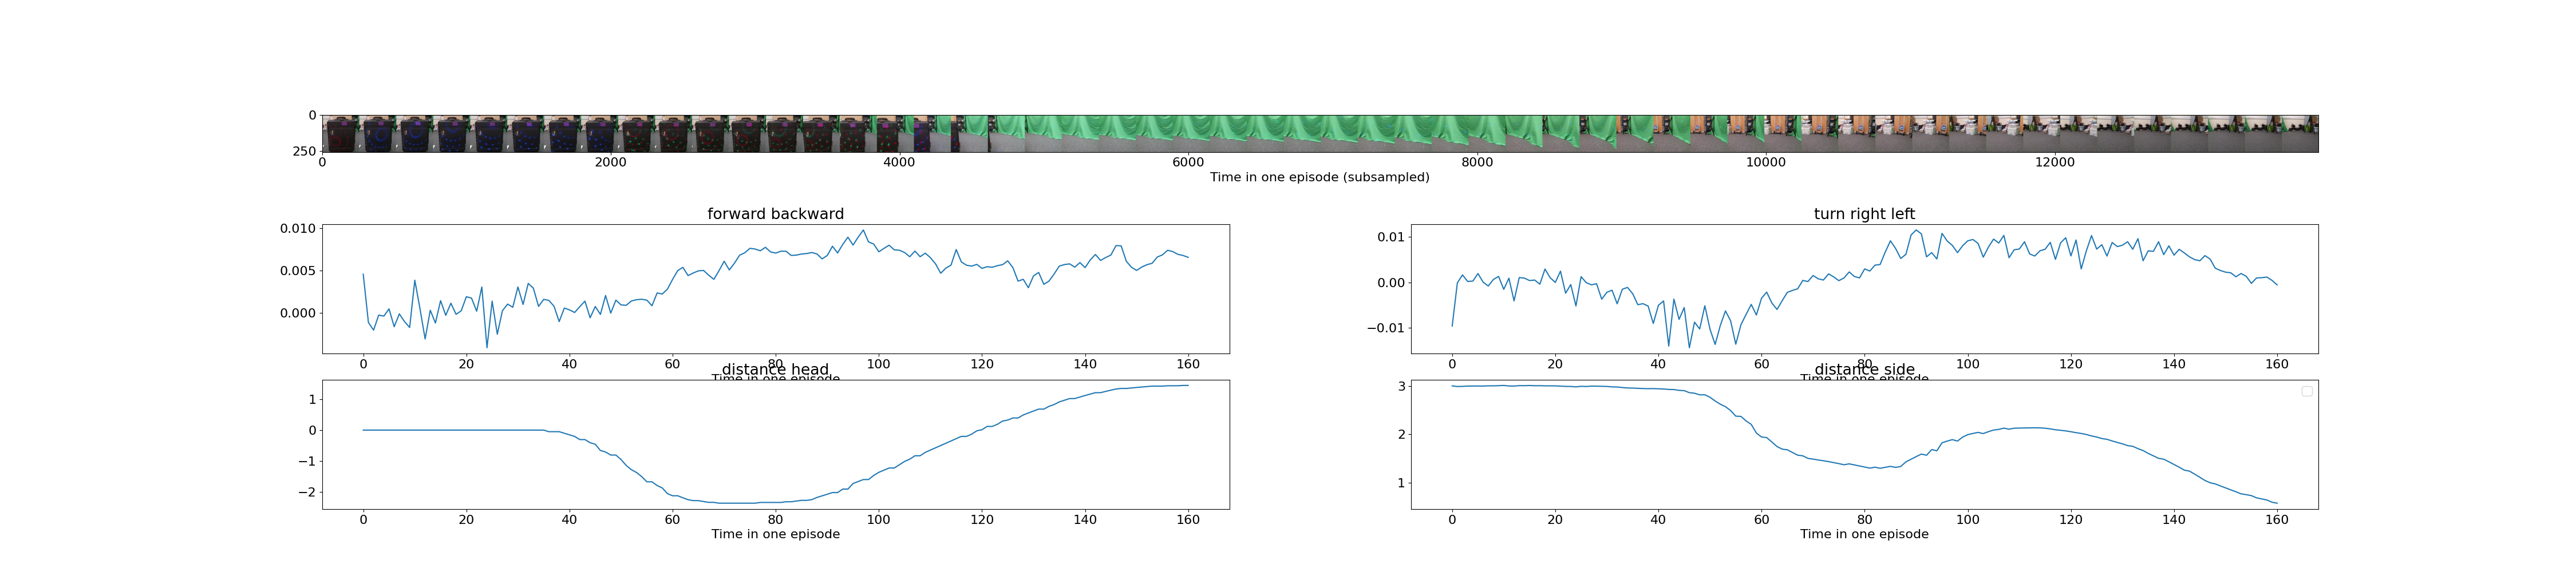 0
250
0 2000 4000 6000 8000 10000 12000
Time in one episode (subsampled)
forward backward
0.010
0.005
0.000
0 20 40 60 80 100 120 140 160
Time in one episode
turn right left
0.01
0.00
−0.01
0 20 40 60 80 100 120 140 160
Time in one episode
distance head
1
0
−1
−2
0 20 40 60 80 100 120 140 160
Time in one episode
distance side
3
2
1
0 20 40 60 80 100 120 140 160
Time in one episode